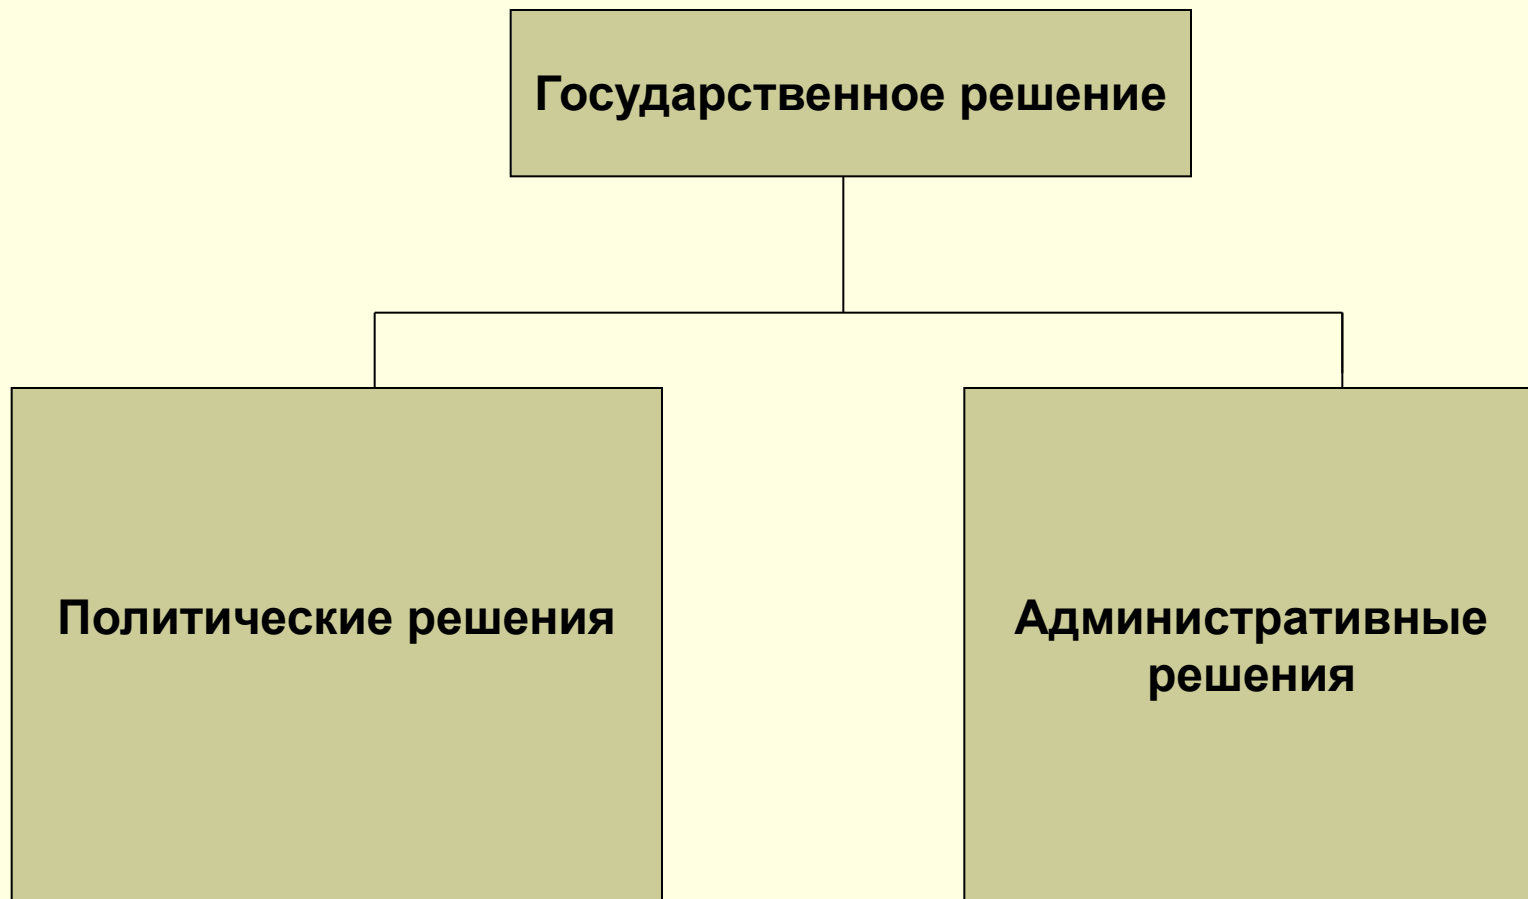 Государственное решение
Политические решения
Административные
решения